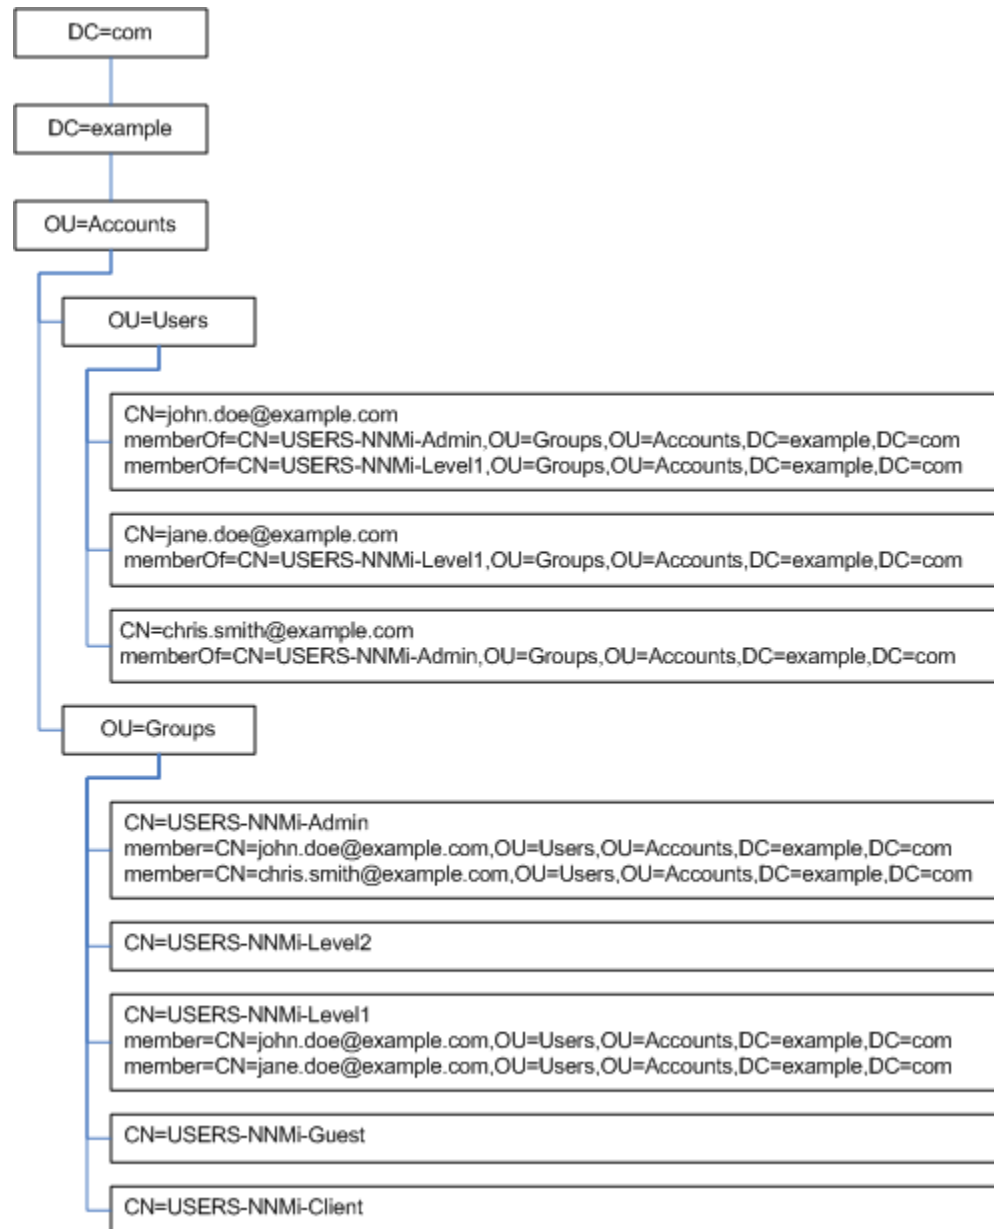 DC=com
DC=example
OU=Accounts
OU=Users
CN=john.doe@example.com
memberOf=CN=USERS-NNMi-Admin,OU=Groups,OU=Accounts,DC=example,DC=com
memberOf=CN=USERS-NNMi-Level1,OU=Groups,OU=Accounts,DC=example,DC=com
CN=jane.doe@example.com
memberOf=CN=USERS-NNMi-Level1,OU=Groups,OU=Accounts,DC=example,DC=com
CN=chris.smith@example.com
memberOf=CN=USERS-NNMi-Admin,OU=Groups,OU=Accounts,DC=example,DC=com
OU=Groups
CN=USERS-NNMi-Admin
member=CN=john.doe@example.com,OU=Users,OU=Accounts,DC=example,DC=com
member=CN=chris.smith@example.com,OU=Users,OU=Accounts,DC=example,DC=com
CN=USERS-NNMi-Level2
CN=USERS-NNMi-Level1
member=CN=john.doe@example.com,OU=Users,OU=Accounts,DC=example,DC=com
member=CN=jane.doe@example.com,OU=Users,OU=Accounts,DC=example,DC=com
CN=USERS-NNMi-Guest
CN=USERS-NNMi-Client